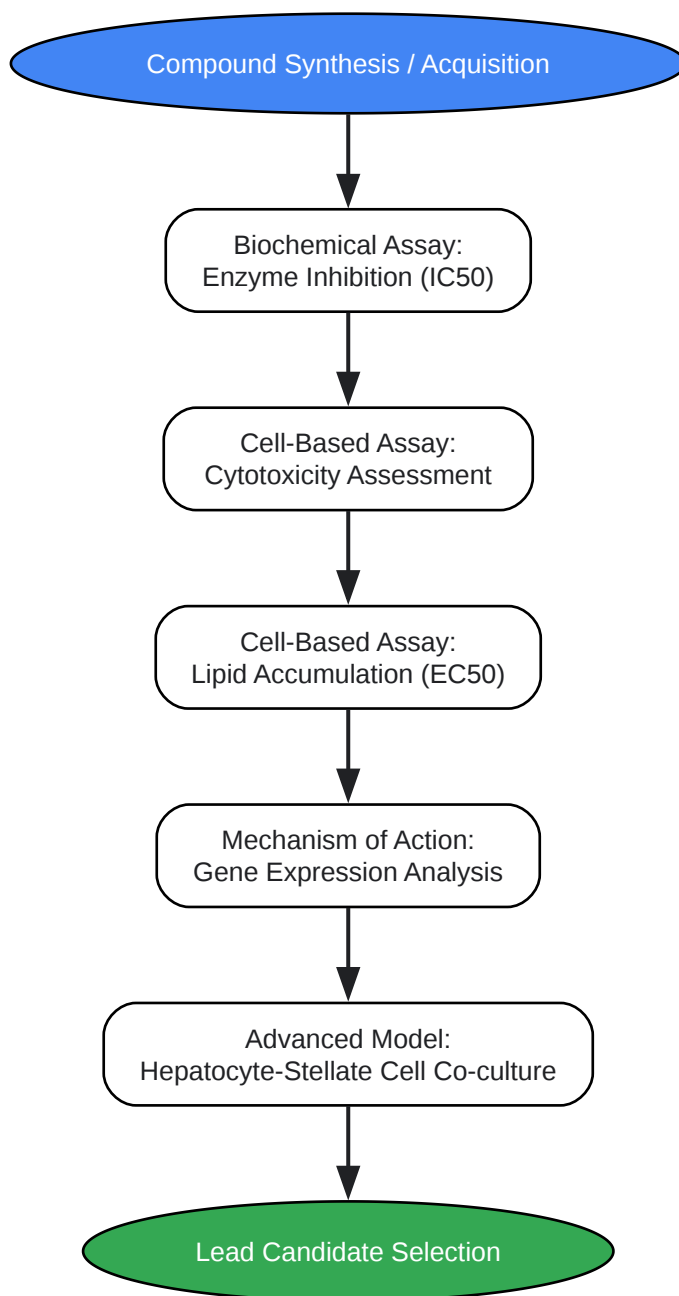 Compound Synthesis / Acquisition
Biochemical Assay:
Enzyme Inhibition (IC50)
Cell-Based Assay:
Cytotoxicity Assessment
Cell-Based Assay:
Lipid Accumulation (EC50)
Mechanism of Action:
Gene Expression Analysis
Advanced Model:
Hepatocyte-Stellate Cell Co-culture
Lead Candidate Selection